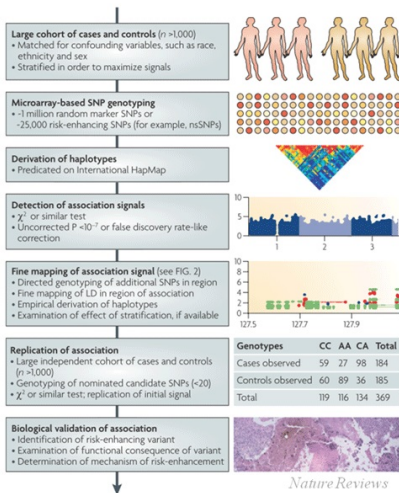 Large cohort of cases and controls (n >1,000)
• Matched for confounding variables, such as race,
ethnicity and sex
• Stratified in order to maximize signals
Microarray-based SNP genotyping
• ~1 million random marker SNPs or
~25,000 risk-enhancing SNPs (for example, nsSNPs)
Derivation of haplotypes
• Predicated on International HapMap
Detection of association signals
• χ² or similar test
• Uncorrected P <10⁻⁷ or false discovery rate-like
correction
10
5
0
1 2 3
Fine mapping of association signal (see FIG. 2)
• Directed genotyping of additional SNPs in region
• Fine mapping of LD in region of association
• Empirical derivation of haplotypes
• Examination of effect of stratification, if available
10
8
6
4
2
0
127.5 127.7 127.9
Replication of association
• Large independent cohort of cases and controls
(n >1,000)
• Genotyping of nominated candidate SNPs (<20)
• χ² or similar test; replication of initial signal
Genotypes CC AA CA Total
Cases observed 59 27 98 184
Controls observed 60 89 36 185
Total 119 116 134 369
Biological validation of association
• Identification of risk-enhancing variant
• Examination of functional consequence of variant
• Determination of mechanism of risk-enhancement
Nature Reviews